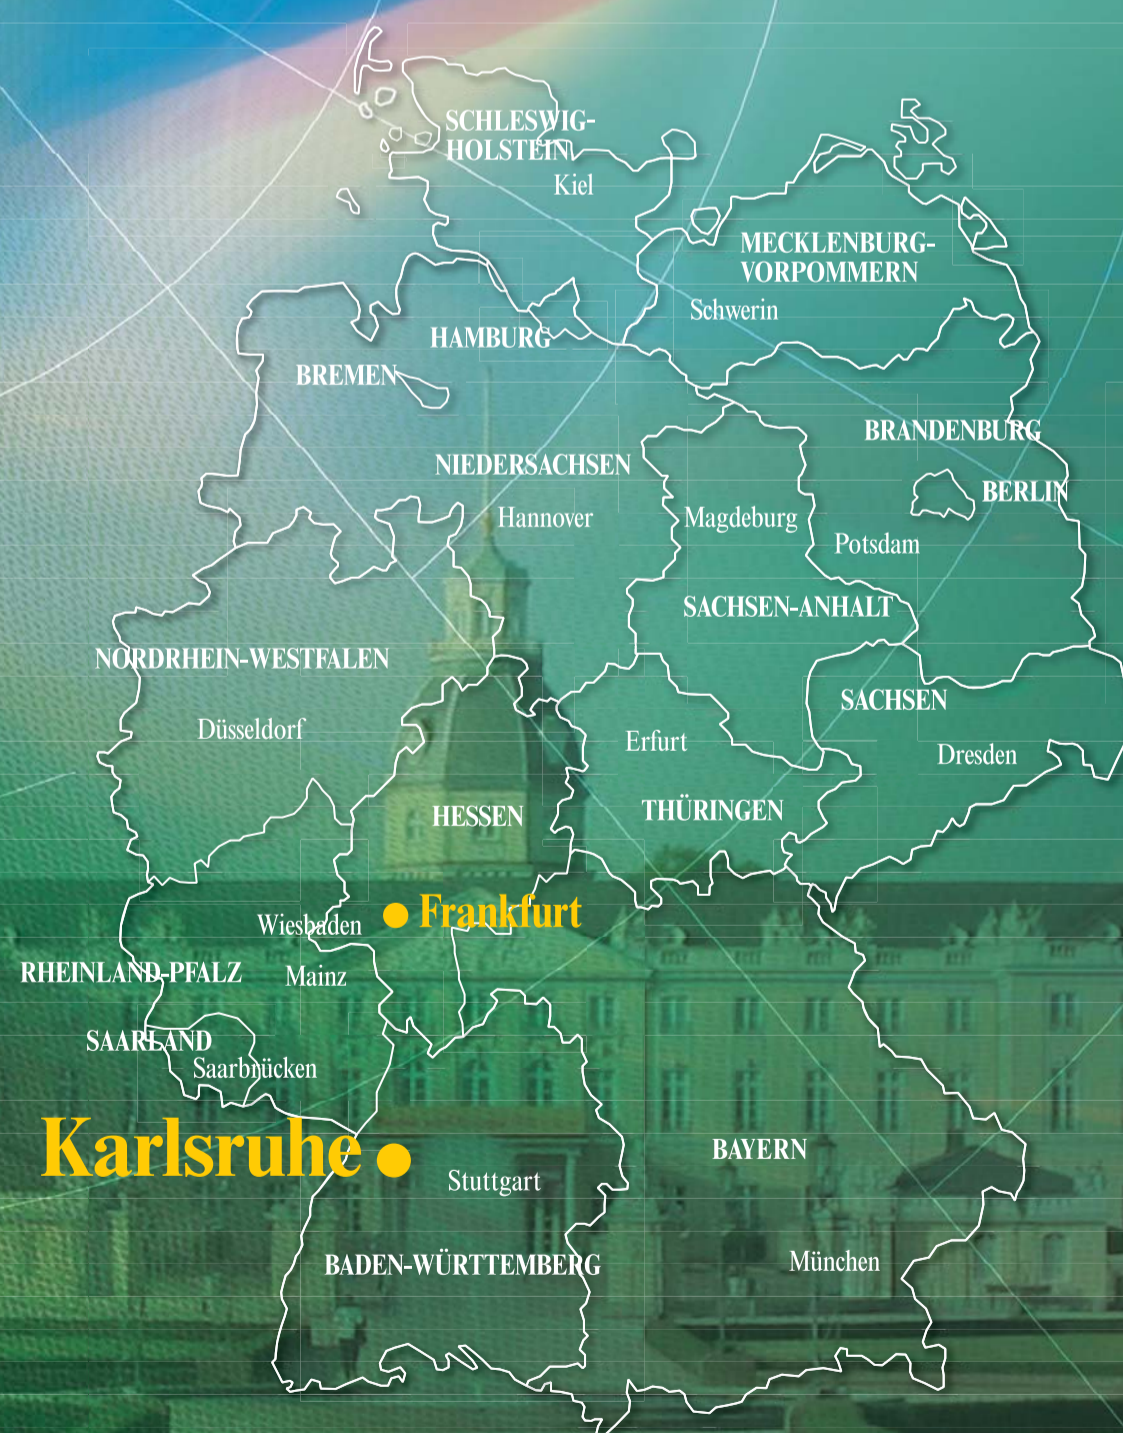 SCHLESWIG-
HOLSTEIN
Kiel
MECKLENBURG-
VORPOMMERN
Schwerin
HAMBURG
BREMEN
BRANDENBURG
NIEDERSACHSEN
BERLIN
Hannover
Magdeburg
Potsdam
SACHSEN-ANHALT
NORDRHEIN-WESTFALEN
SACHSEN
Düsseldorf
Erfurt
Dresden
HESSEN
THÜRINGEN
Frankfurt
Wiesbaden
RHEINLAND-PFALZ
Mainz
SAARLAND
Saarbrücken
Karlsruhe
BAYERN
Stuttgart
BADEN-WÜRTTEMBERG
München